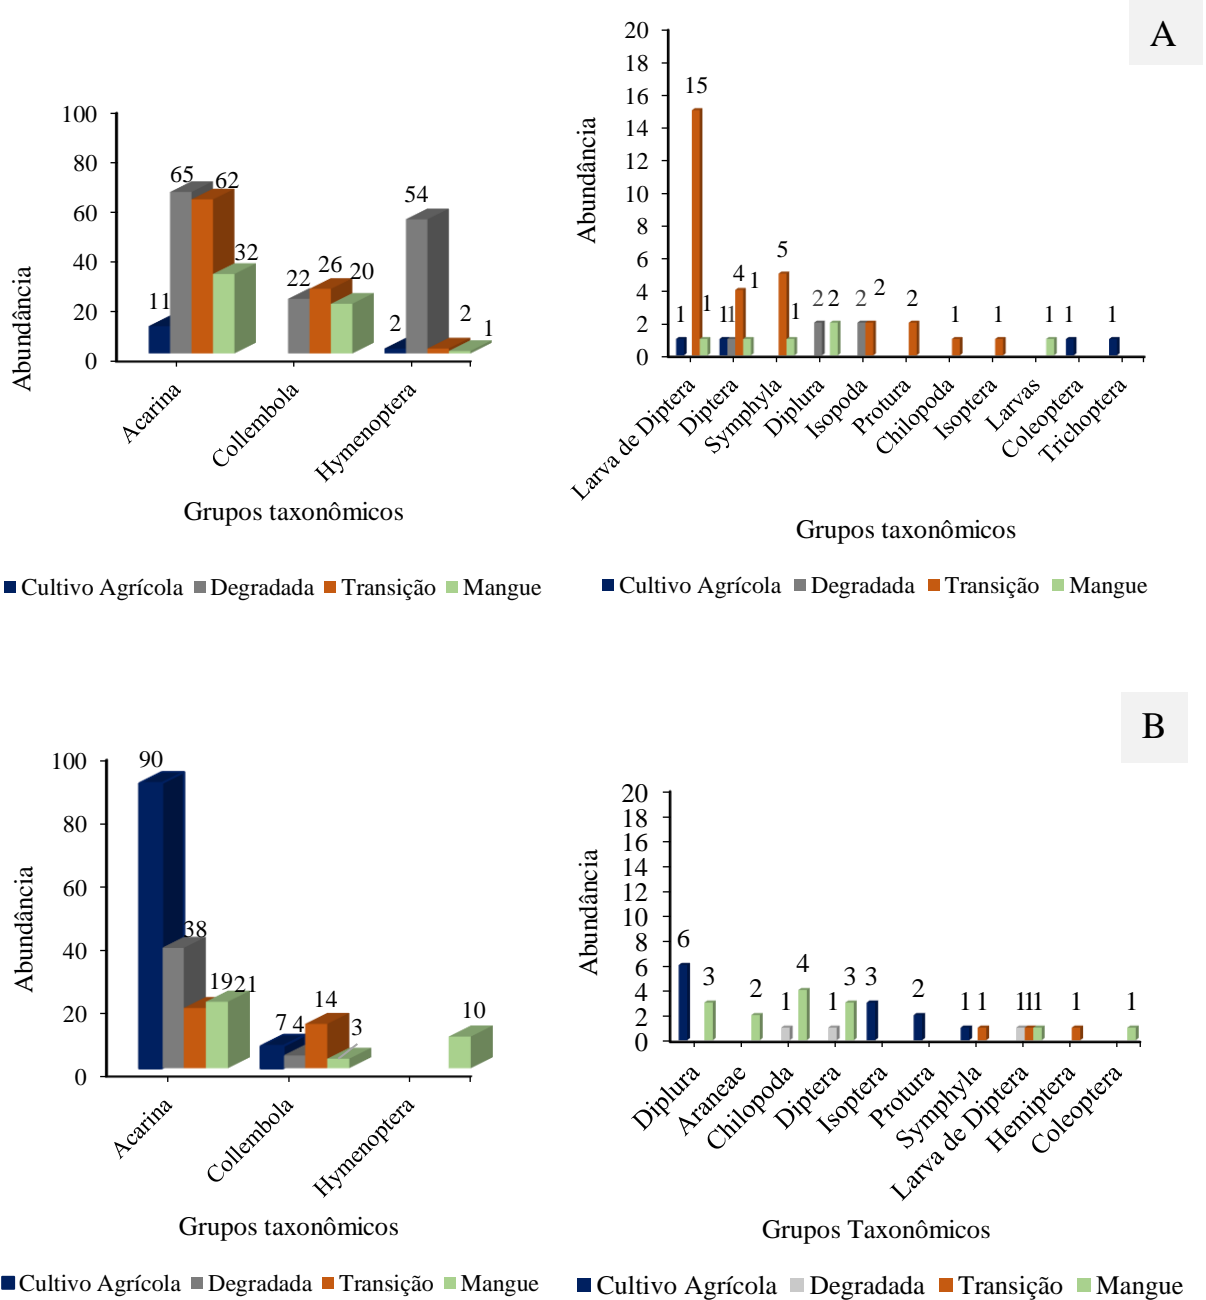 A
100
80
60
40
20
0
Abundância
11
65
62
32
22
26
20
2
54
2
1
Acarina
Collembola
Hymenoptera
Grupos taxonômicos
Cultivo Agrícola Degradada Transição Mangue
20
18
16
14
12
10
8
6
4
2
0
Abundância
1
15
1
1
1
4
1
5
1
2
2
2
2
2
1
1
1
1
1
Larva de Diptera
Diptera
Symphyla
Diplura
Isopoda
Protura
Chilopoda
Isoptera
Larvas
Coleoptera
Trichoptera
Grupos taxonômicos
Cultivo Agrícola Degradada Transição Mangue
B
100
80
60
40
20
0
Abundância
90
38
19
21
7
4
14
3
10
Acarina
Collembola
Hymenoptera
Grupos taxonômicos
Cultivo Agrícola Degradada Transição Mangue
20
18
16
14
12
10
8
6
4
2
0
Abundância
6
3
2
1
4
1
3
3
2
1
1
1
1
1
1
1
Diplura
Araneae
Chilopoda
Diptera
Isoptera
Protura
Symphyla
Larva de Diptera
Hemiptera
Coleoptera
Grupos Taxonômicos
Cultivo Agrícola Degradada Transição Mangue